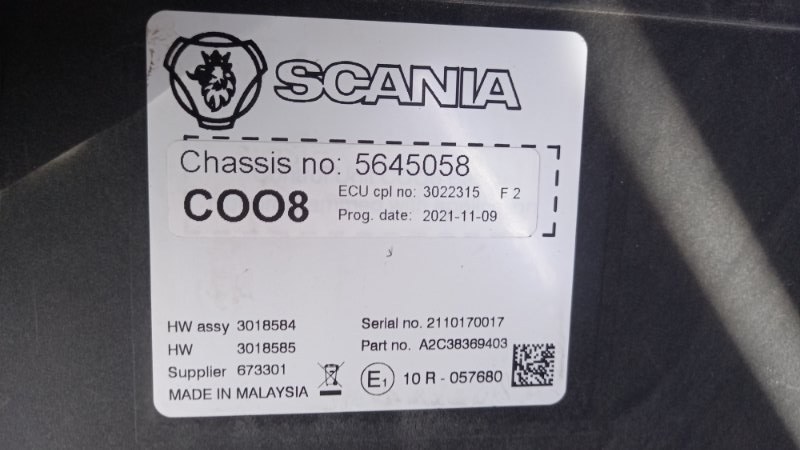 SCANIA
Chassis no: 5645058
COO8
ECU cpl no: 3022315 F 2
Prog. date: 2021-11-09
HW assy 3018584
HW 3018585
Supplier 673301
MADE IN MALAYSIA
Serial no. 2110170017
Part no. A2C38369403
E1 10 R - 057680